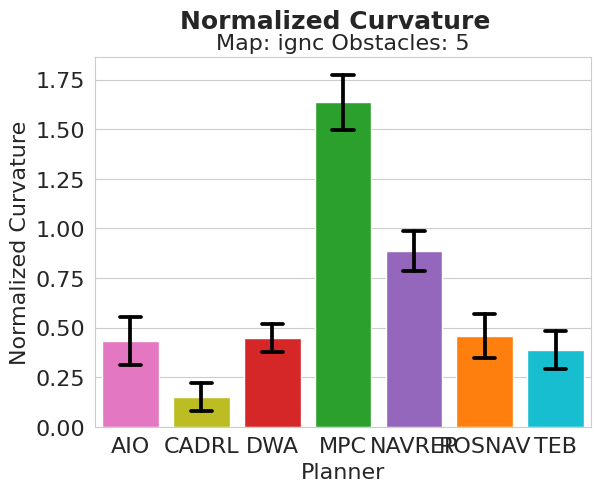 Normalized Curvature
Map: ignc Obstacles: 5
Normalized Curvature
1.75
1.50
1.25
1.00
0.75
0.50
0.25
0.00
AIO CADRL DWA MPC NAVREP ROSNAV TEB
Planner